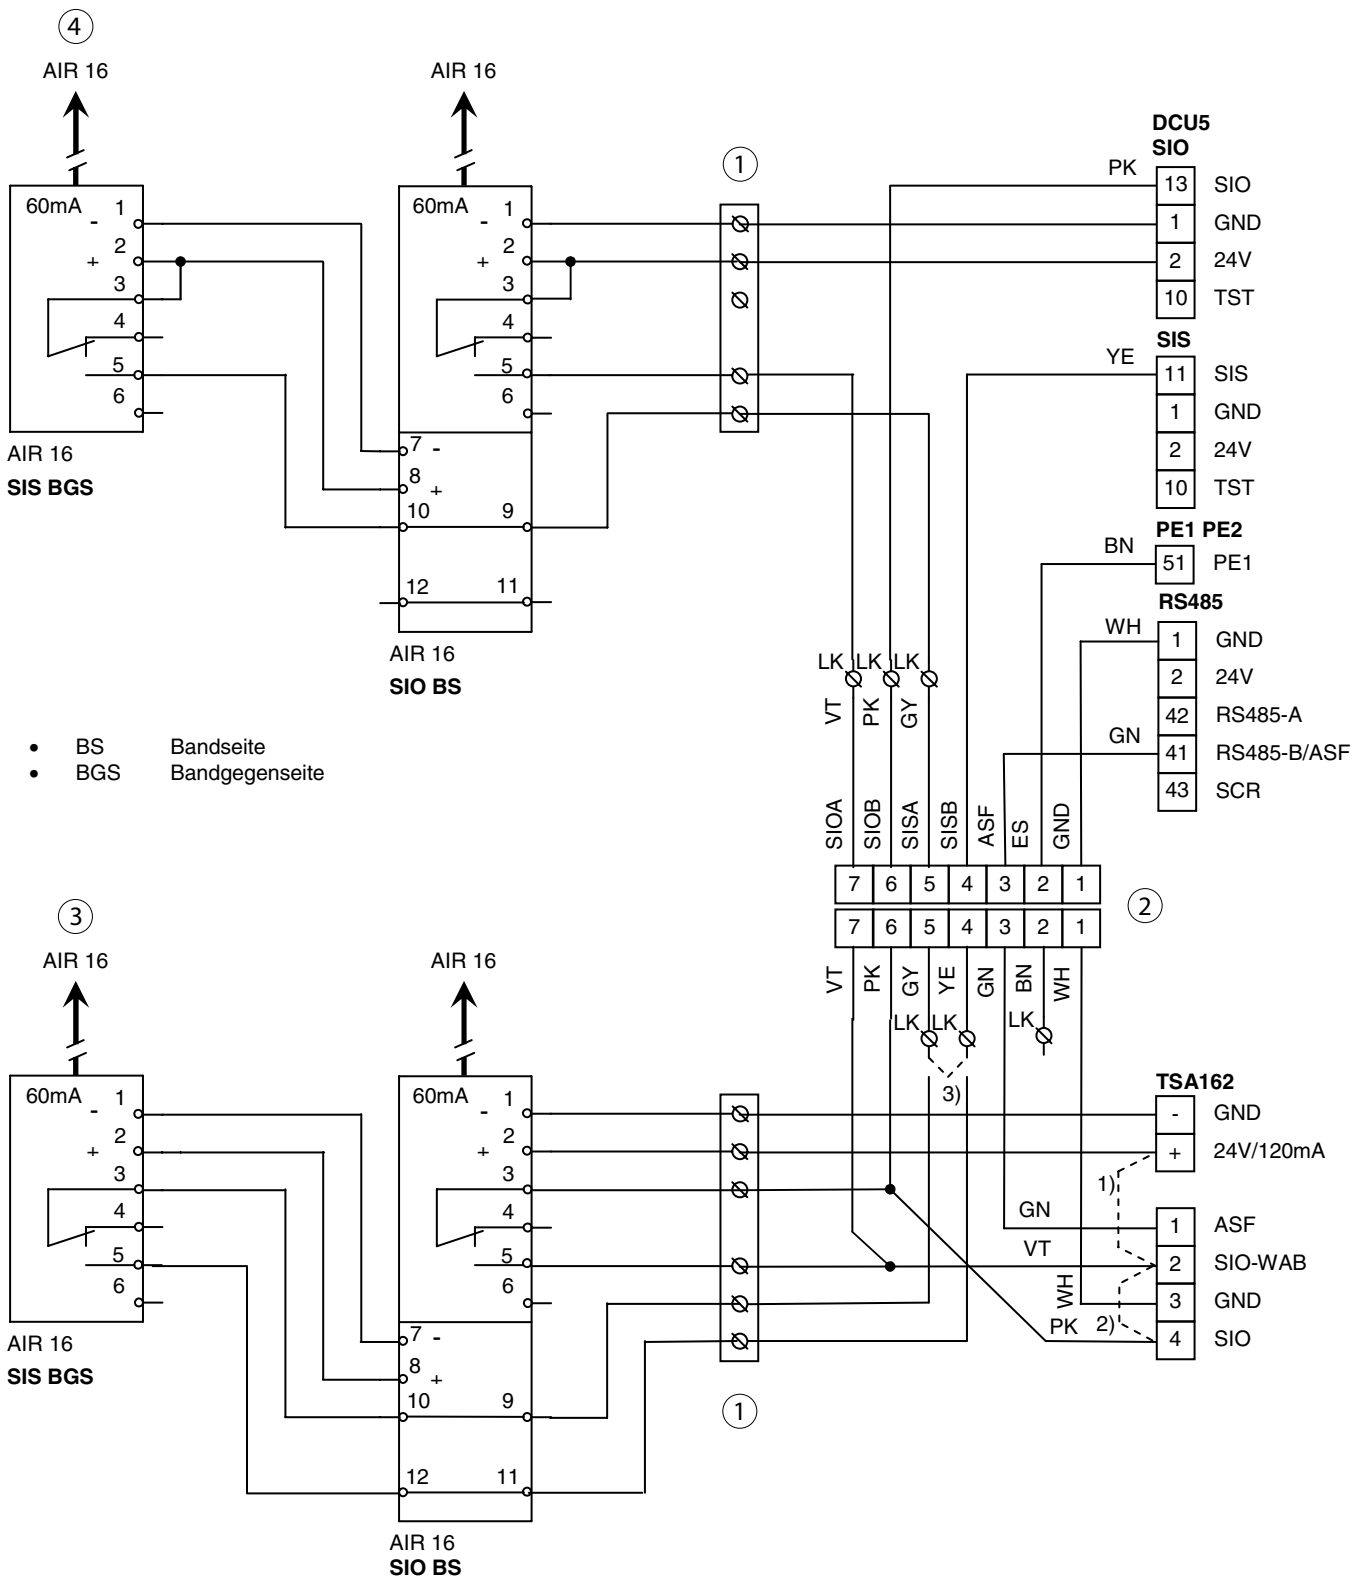 4
AIR 16
AIR 16
1
DCU5
SIO
PK
13 SIO
1 GND
2 24V
10 TST
SIS
YE
11 SIS
1 GND
2 24V
10 TST
PE1 PE2
BN
51 PE1
RS485
WH
1 GND
2 24V
42 RS485-A
GN
41 RS485-B/ASF
43 SCR
60mA
- 1
+ 2
3
4
5
6
AIR 16
SIS BGS
60mA
- 1
+ 2
3
4
5
6
7 -
8 +
10 9
12 11
AIR 16
SIO BS
• BS Bandseite
• BGS Bandgegenseite
LK LK LK
VT PK GY
SIOA SIOB SISA SISB ASF ES GND
7 6 5 4 3 2 1
2
7 6 5 4 3 2 1
VT PK GY YE GN BN WH
LK LK LK
3)
3
AIR 16
AIR 16
60mA
- 1
+ 2
3
4
5
6
AIR 16
SIS BGS
60mA
- 1
+ 2
3
4
5
6
7 -
8 +
10 9
12 11
AIR 16
SIO BS
1
TSA162
- GND
+ 24V/120mA
1)
GN
1 ASF
VT
2 SIO-WAB
WH
3 GND
PK 2)
4 SIO